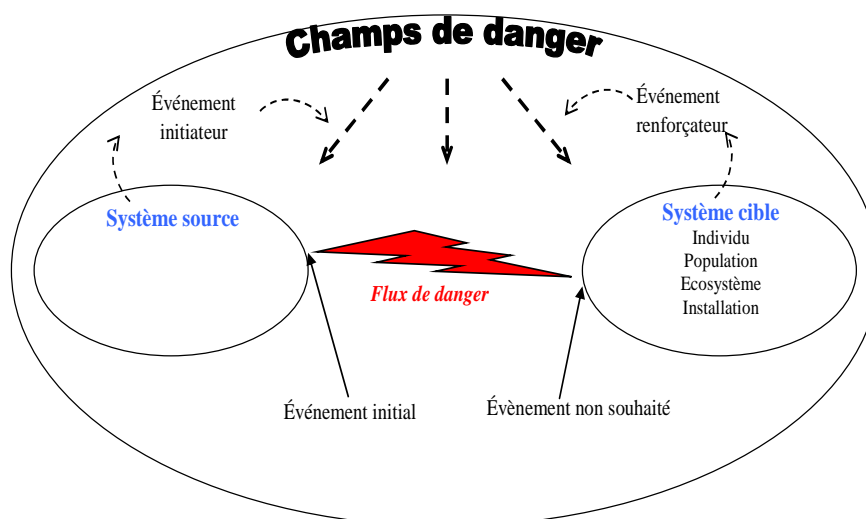 Champs de danger
Événement
initiateur
Événement
renforçateur
Système source
Système cible
Individu
Population
Ecosystème
Installation
Flux de danger
Événement initial
Évènement non souhaité